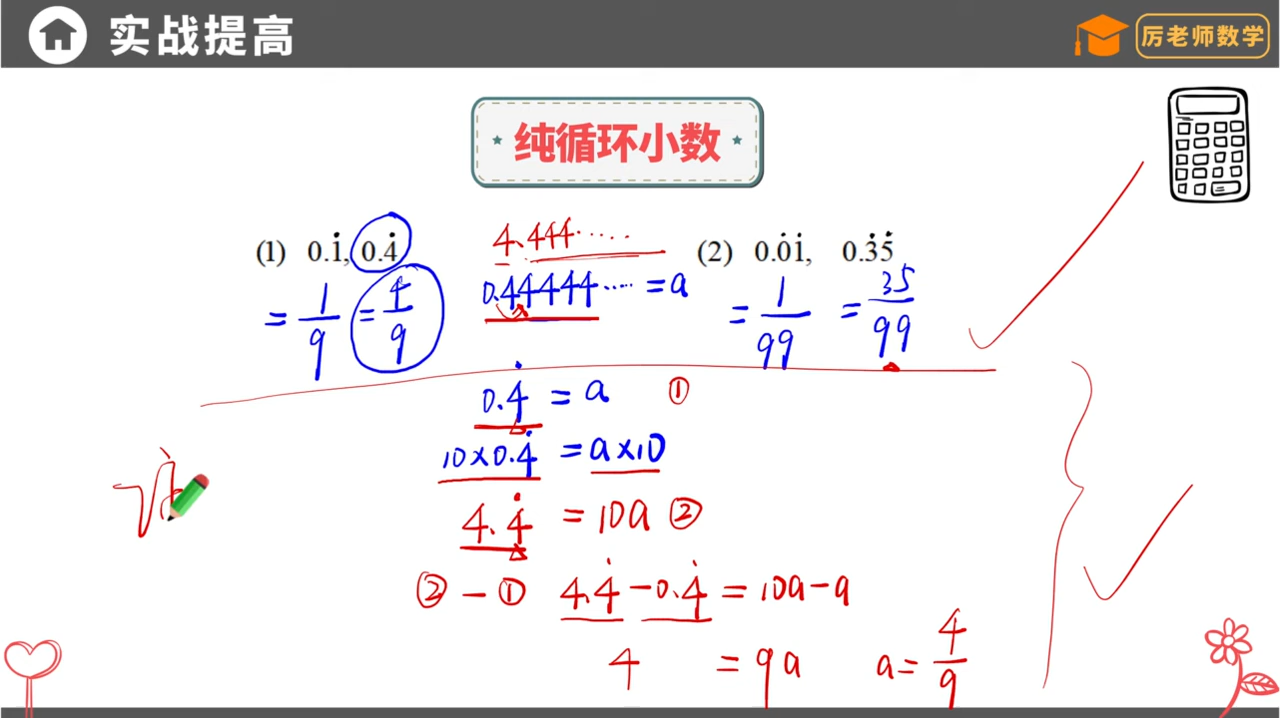 实战提高
厉老师数学
纯循环小数
(1) 0.1̇, 0.4̇ 4.444…… (2) 0.0̇1̇, 0.3̇5̇
= 1/9 = 4/9 0.44444…… = a = 1/99 = 35/99
0.4̇ = a ①
10×0.4̇ = a×10
4.4̇ = 10a ②
② - ① 4.4̇ - 0.4̇ = 10a - a
4 = 9a a = 4/9